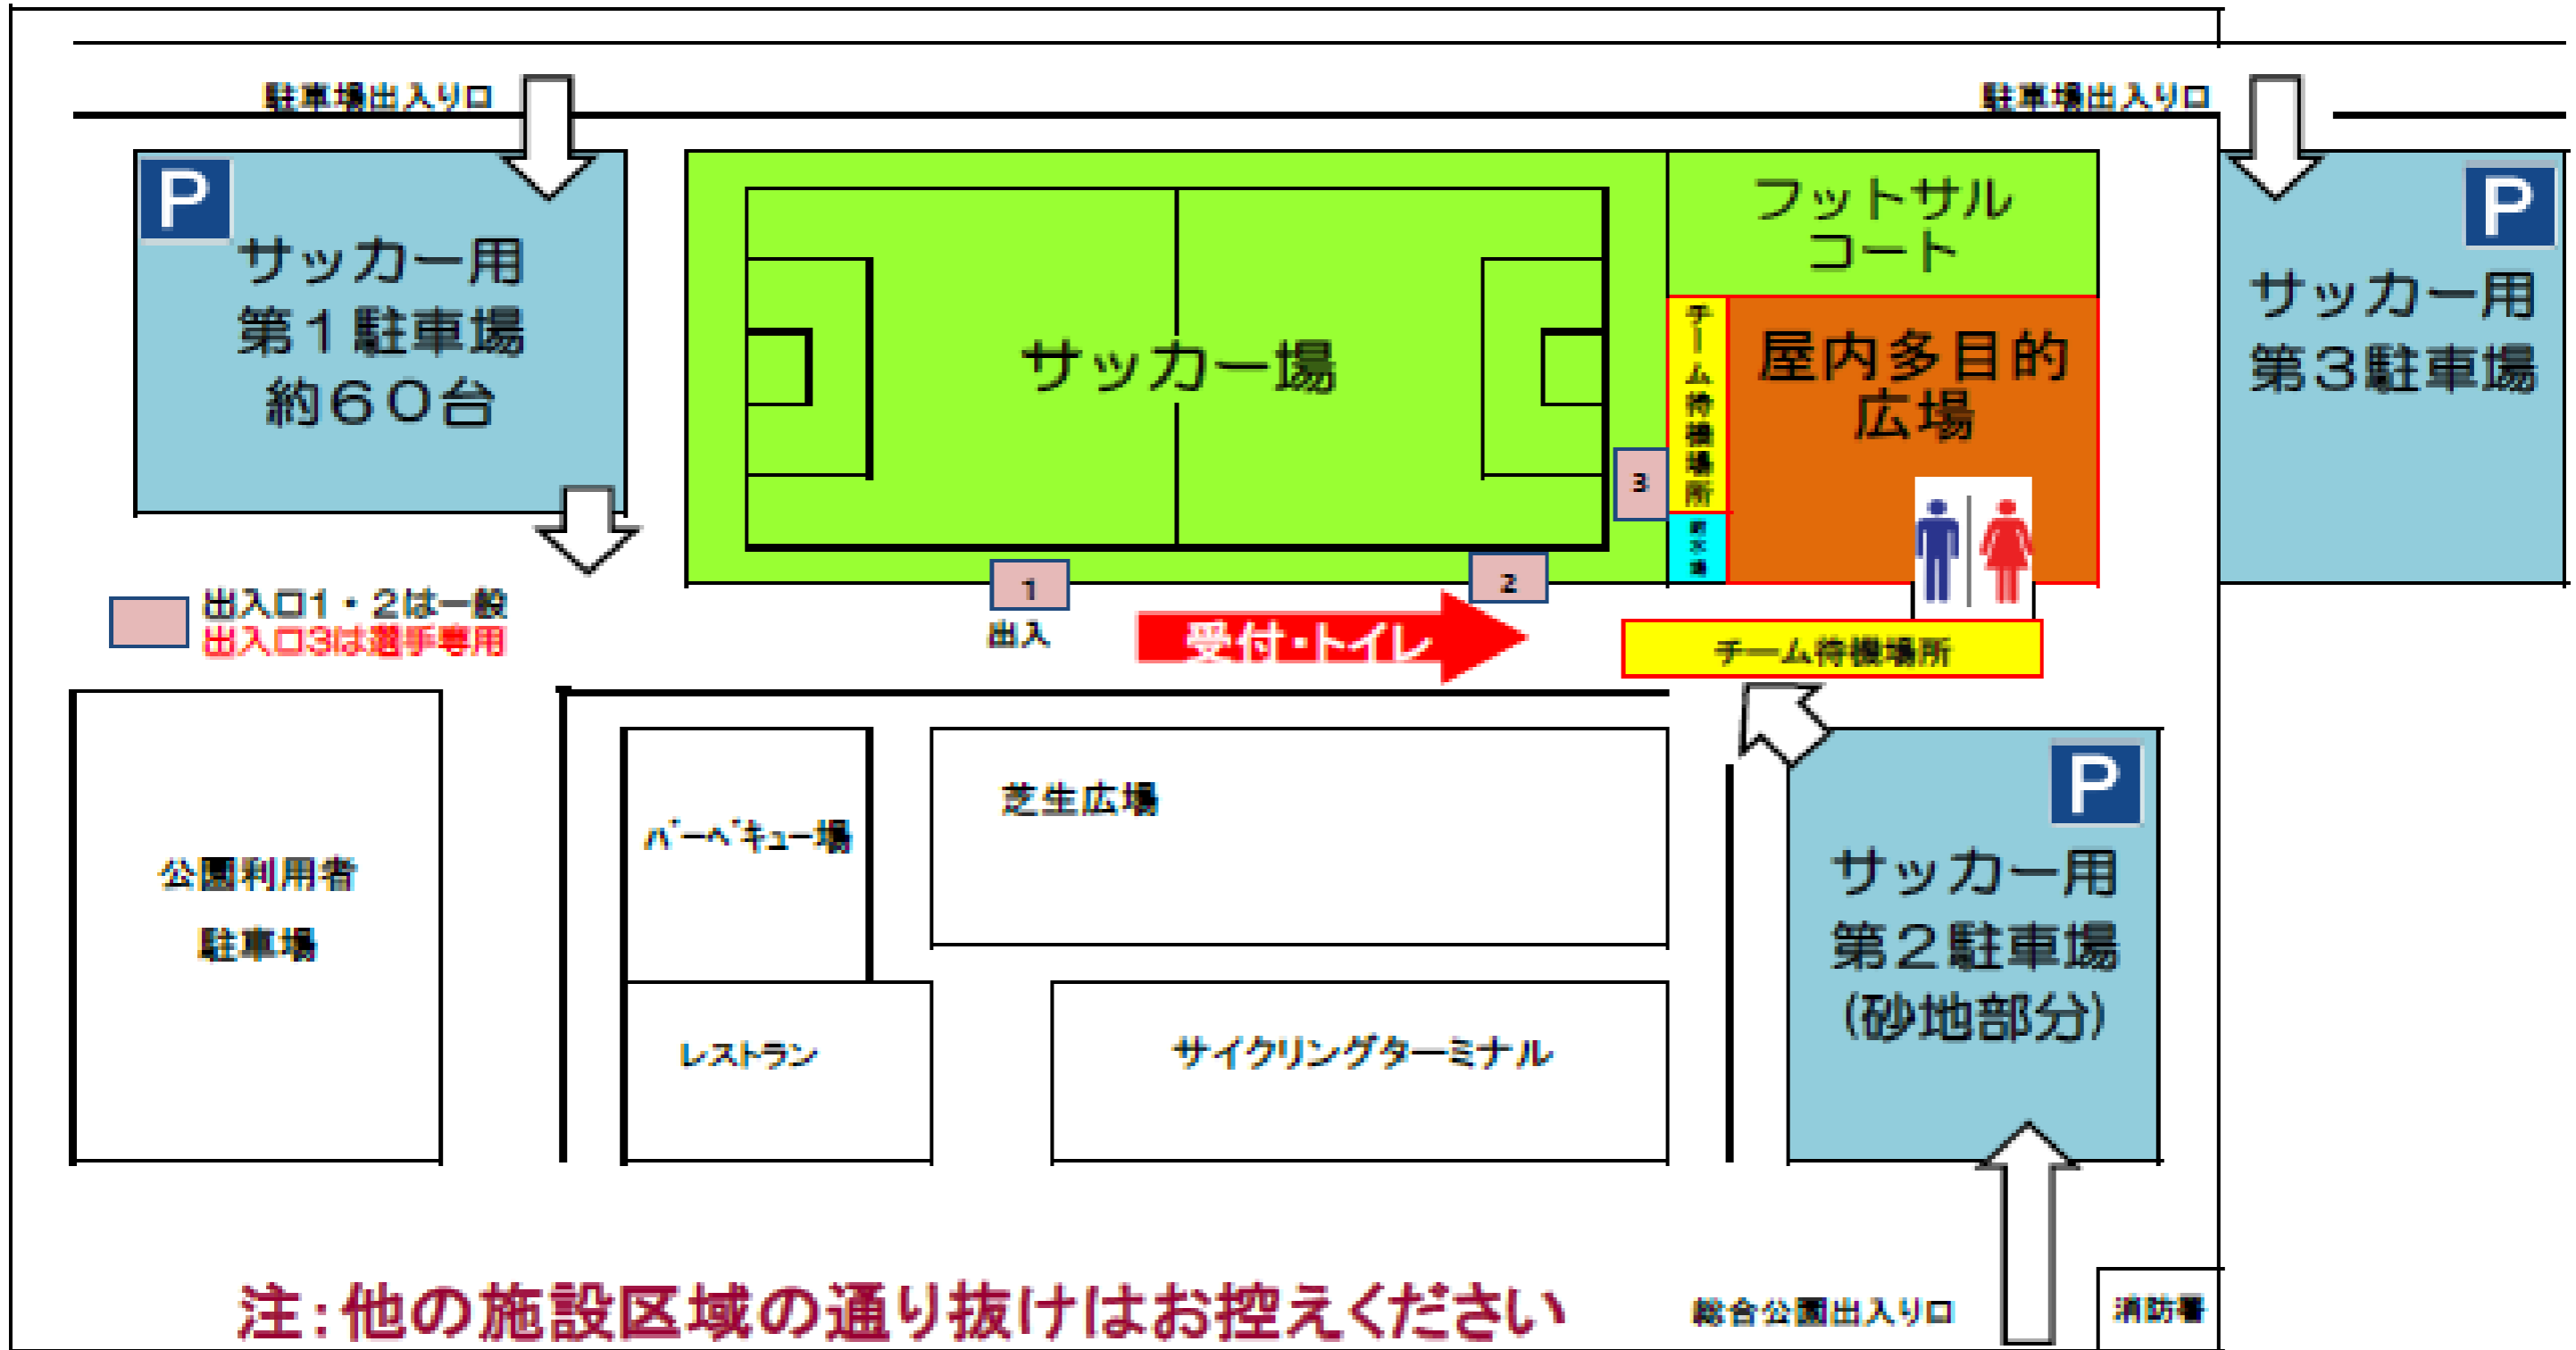 駐車場出入り口
駐車場出入り口
P
サッカー用
第１駐車場
約６０台
サッカー場
フットサル
コート
チーム待機場所
屋内多目的
広場
P
サッカー用
第３駐車場
3
1
2
出入
出入口1・2は一般
出入口3は選手専用
受付・トイレ
チーム待機場所
公園利用者
駐車場
バーベキュー場
芝生広場
レストラン
サイクリングターミナル
P
サッカー用
第２駐車場
(砂地部分)
注:他の施設区域の通り抜けはお控えください
総合公園出入り口
消防署